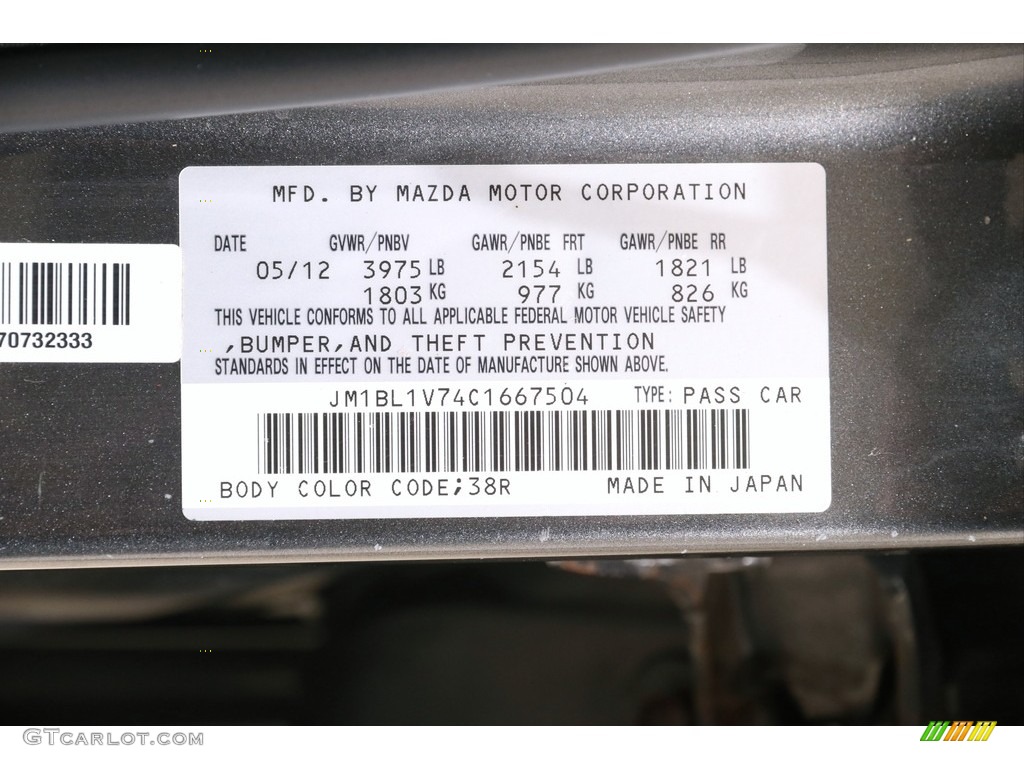 MFD. BY MAZDA MOTOR CORPORATION
DATE GVWR/PNBV GAWR/PNBE FRT GAWR/PNBE RR
05/12 3975 LB 2154 LB 1821 LB
1803 KG 977 KG 826 KG
THIS VEHICLE CONFORMS TO ALL APPLICABLE FEDERAL MOTOR VEHICLE SAFETY
,BUMPER,AND THEFT PREVENTION
STANDARDS IN EFFECT ON THE DATE OF MANUFACTURE SHOWN ABOVE.
JM1BL1V74C1667504 TYPE: PASS CAR
BODY COLOR CODE;38R MADE IN JAPAN
70732333
GTCarLot.com